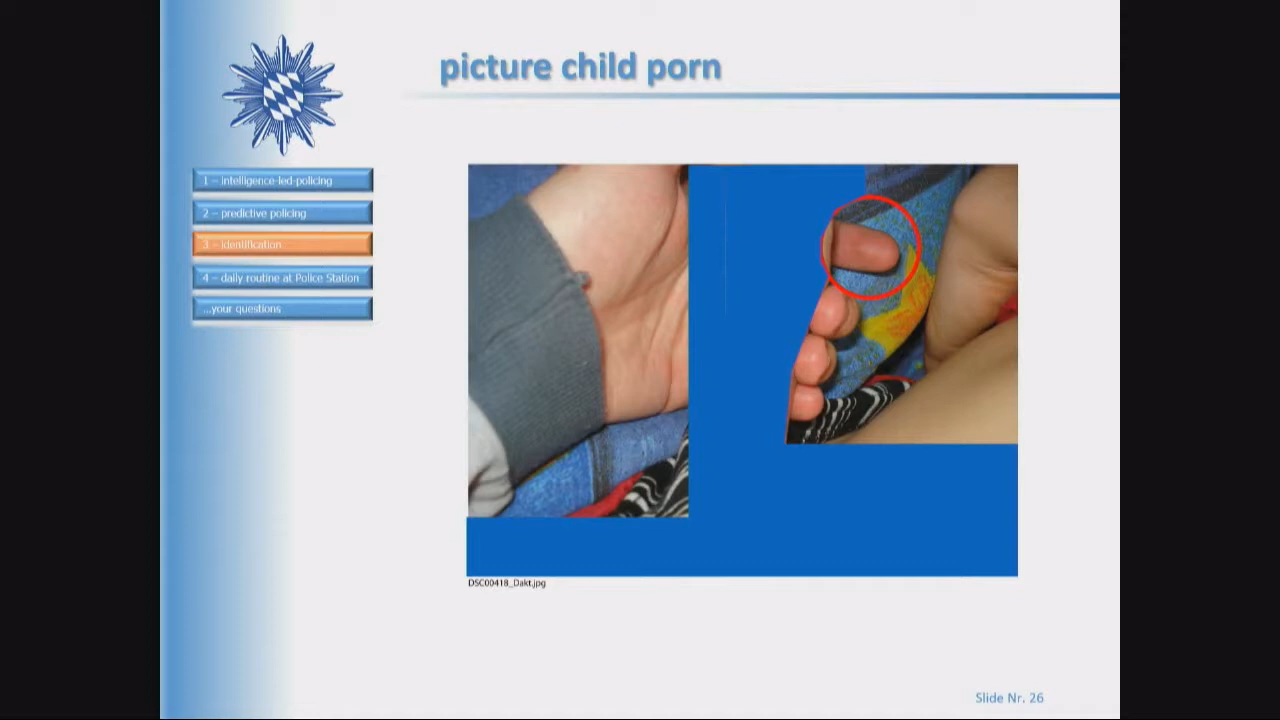 picture child porn
1 – intelligence-led-policing
2 – predictive policing
3 – Identification
4 – daily routine at Police Station
...your questions
DSC00418_Dakt.jpg
Slide Nr. 26